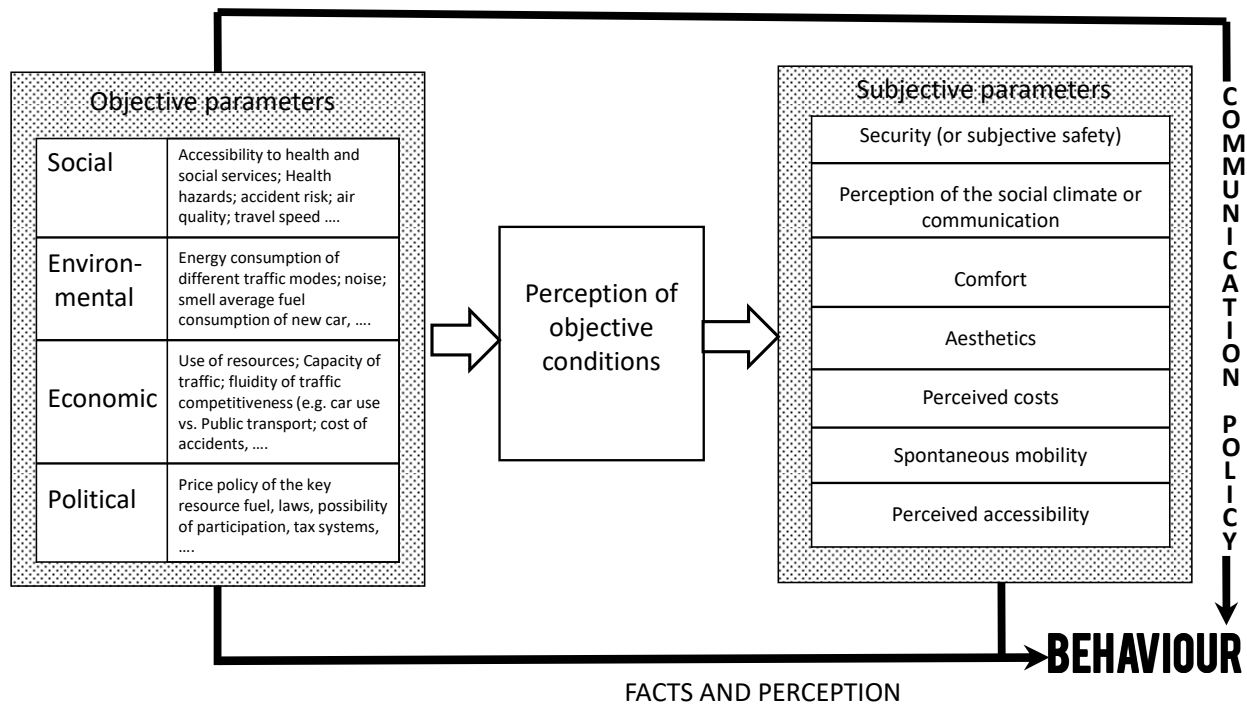 Objective parameters
Social
Accessibility to health and
social services; Health
hazards; accident risk; air
quality; travel speed ....
Environ-
mental
Energy consumption of
different traffic modes; noise;
smell average fuel
consumption of new car, ....
Economic
Use of resources; Capacity of
traffic; fluidity of traffic
competitiveness (e.g. car use
vs. Public transport; cost of
accidents, ....
Political
Price policy of the key
resource fuel, laws, possibility
of participation, tax systems,
....
Perception of
objective
conditions
Subjective parameters
Security (or subjective safety)
Perception of the social climate or
communication
Comfort
Aesthetics
Perceived costs
Spontaneous mobility
Perceived accessibility
COMMUNICATION POLICY
BEHAVIOUR
FACTS AND PERCEPTION